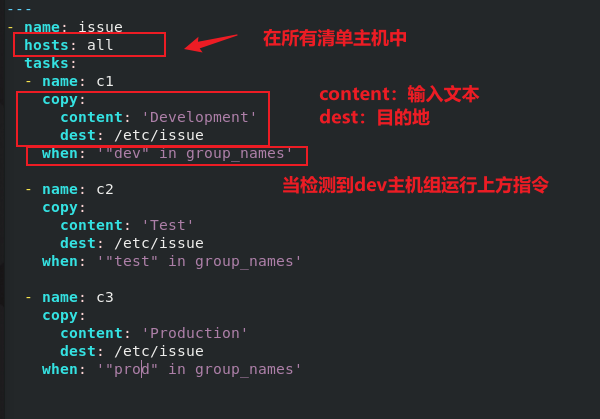 ---
- name: issue
hosts: all
在所有清单主机中
tasks:
- name: c1
copy:
content: 'Development'
dest: /etc/issue
content：输入文本
dest：目的地
when: '"dev" in group_names'
当检测到dev主机组运行上方指令
- name: c2
copy:
content: 'Test'
dest: /etc/issue
when: '"test" in group_names'
- name: c3
copy:
content: 'Production'
dest: /etc/issue
when: '"prod" in group_names'